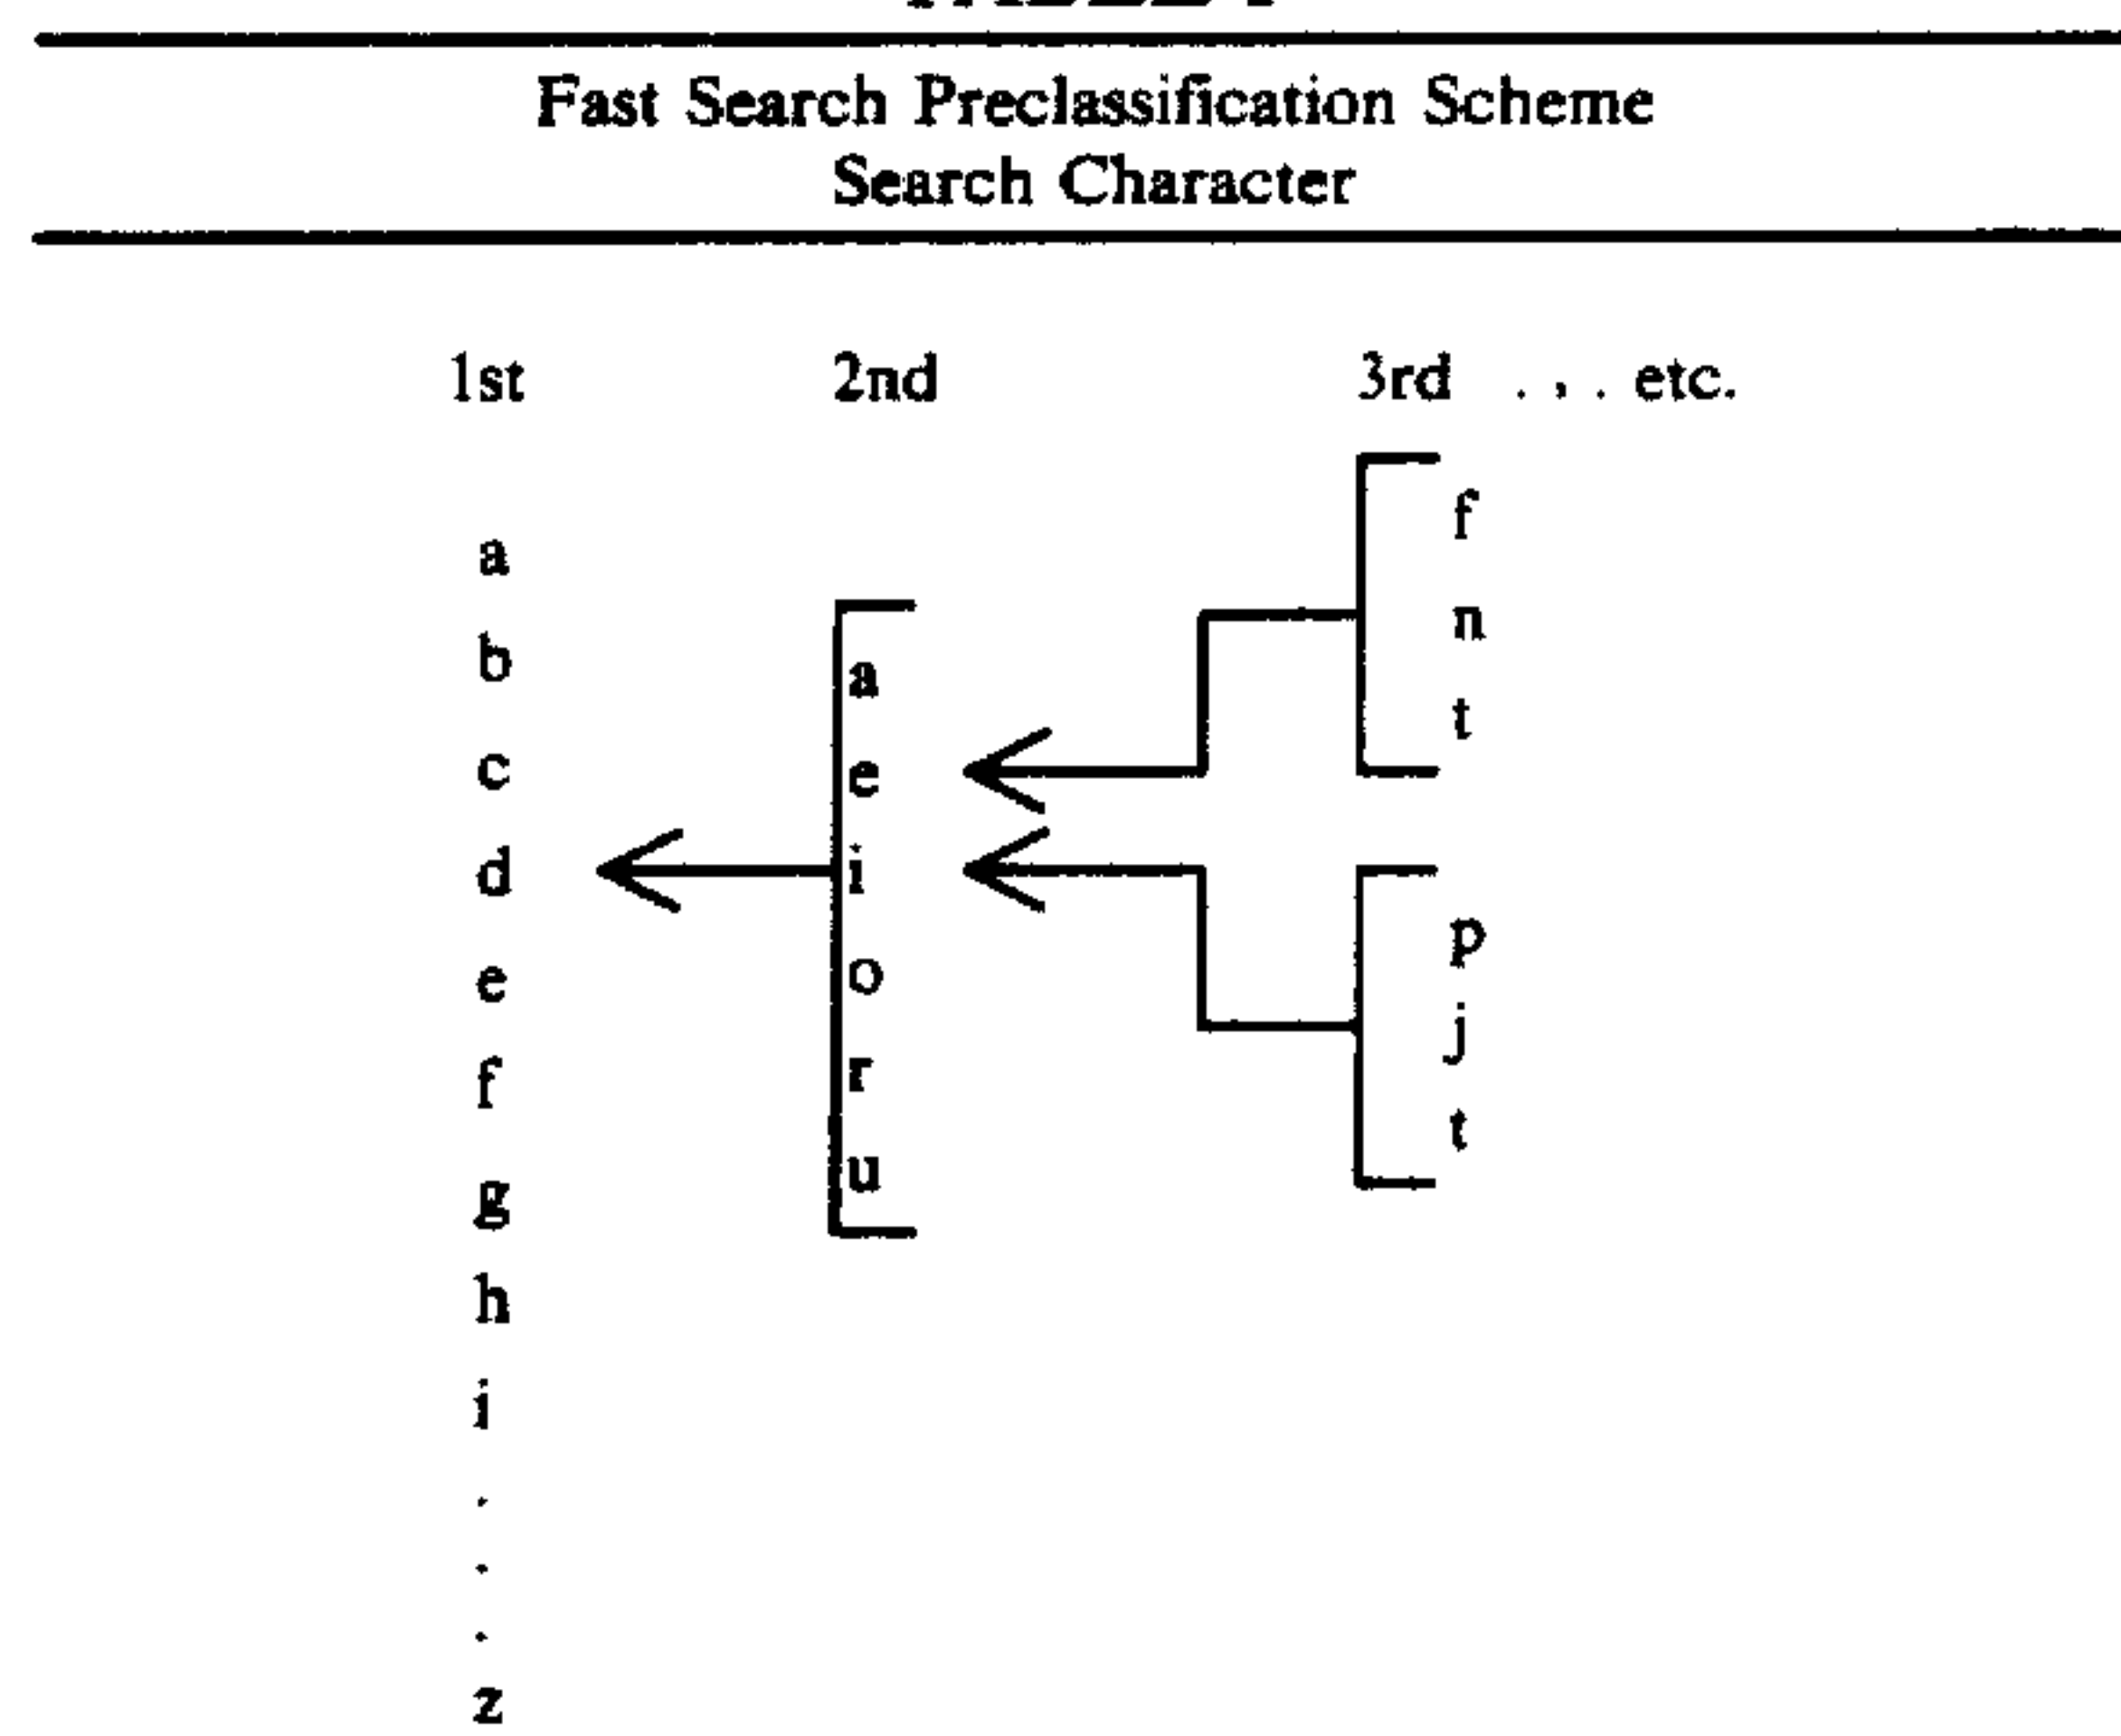 Fast Search Preclassification Scheme
Search Character
1st 2nd 3rd . . . etc.
f
a
n
b
a
t
c e
d i
p
e o
j
f r
t
g u
h
i
.
.
.
z